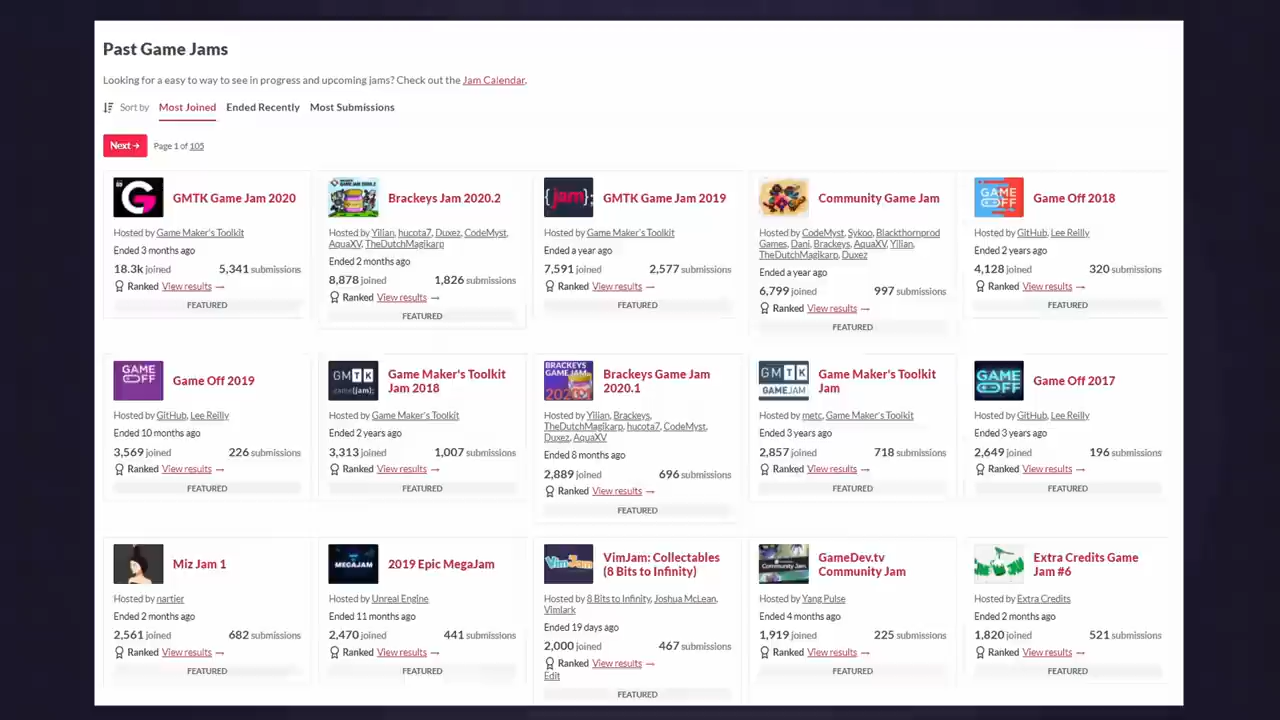 Past Game Jams
Looking for a easy to way to see in progress and upcoming jams? Check out the Jam Calendar.
Sort by Most Joined Ended Recently Most Submissions
Next → Page 1 of 105
GMTK Game Jam 2020
Hosted by Game Maker's Toolkit
Ended 3 months ago
18.3k joined 5,341 submissions
Ranked View results →
FEATURED
Brackeys Jam 2020.2
Hosted by Yilian, hucota7, Duxez, CodeMyst,
AquaXV, TheDutchMagikarp
Ended 2 months ago
8,878 joined 1,826 submissions
Ranked View results →
FEATURED
{jam};
GMTK Game Jam 2019
Hosted by Game Maker's Toolkit
Ended a year ago
7,591 joined 2,577 submissions
Ranked View results →
FEATURED
Community Game Jam
Hosted by CodeMyst, Sykoo, Blackthornprod
Games, Dani, Brackeys, AquaXV, Yilian,
TheDutchMagikarp, Duxez
Ended a year ago
6,799 joined 997 submissions
Ranked View results →
FEATURED
GAME
OFF
Game Off 2018
Hosted by GitHub, Lee Reilly
Ended 2 years ago
4,128 joined 320 submissions
Ranked View results →
FEATURED
GAME
OFF
Game Off 2019
Hosted by GitHub, Lee Reilly
Ended 10 months ago
3,569 joined 226 submissions
Ranked View results →
FEATURED
GMTK
game{jam};
Game Maker's Toolkit
Jam 2018
Hosted by Game Maker's Toolkit
Ended 2 years ago
3,313 joined 1,007 submissions
Ranked View results →
FEATURED
BRACKEYS
GAME JAM
Brackeys Game Jam
2020.1
Hosted by Yilian, Brackeys,
TheDutchMagikarp, hucota7, CodeMyst,
Duxez, AquaXV
Ended 8 months ago
2,889 joined 696 submissions
Ranked View results →
FEATURED
GMTK
GAMEJAM
Game Maker's Toolkit
Jam
Hosted by metc, Game Maker's Toolkit
Ended 3 years ago
2,857 joined 718 submissions
Ranked View results →
FEATURED
GAME
OFF
Game Off 2017
Hosted by GitHub, Lee Reilly
Ended 3 years ago
2,649 joined 196 submissions
Ranked View results →
FEATURED
Miz Jam 1
Hosted by nartier
Ended 2 months ago
2,561 joined 682 submissions
Ranked View results →
FEATURED
MEGAJAM
2019 Epic MegaJam
Hosted by Unreal Engine
Ended 11 months ago
2,470 joined 441 submissions
Ranked View results →
FEATURED
VimJam
VimJam: Collectables
(8 Bits to Infinity)
Hosted by 8 Bits to Infinity, Joshua McLean,
Vimlark
Ended 19 days ago
2,000 joined 467 submissions
Ranked View results →
Edit
FEATURED
Community Jam
GameDev.tv
Community Jam
Hosted by Yang Pulse
Ended 4 months ago
1,919 joined 225 submissions
Ranked View results →
FEATURED
Extra Credits Game
Jam #6
Hosted by Extra Credits
Ended 2 months ago
1,820 joined 521 submissions
Ranked View results →
FEATURED